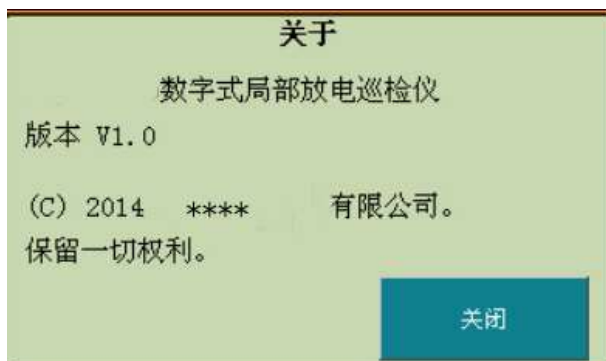 关于
数字式局部放电巡检仪
版本 V1.0
(C) 2014 **** 有限公司。
保留一切权利。
关闭